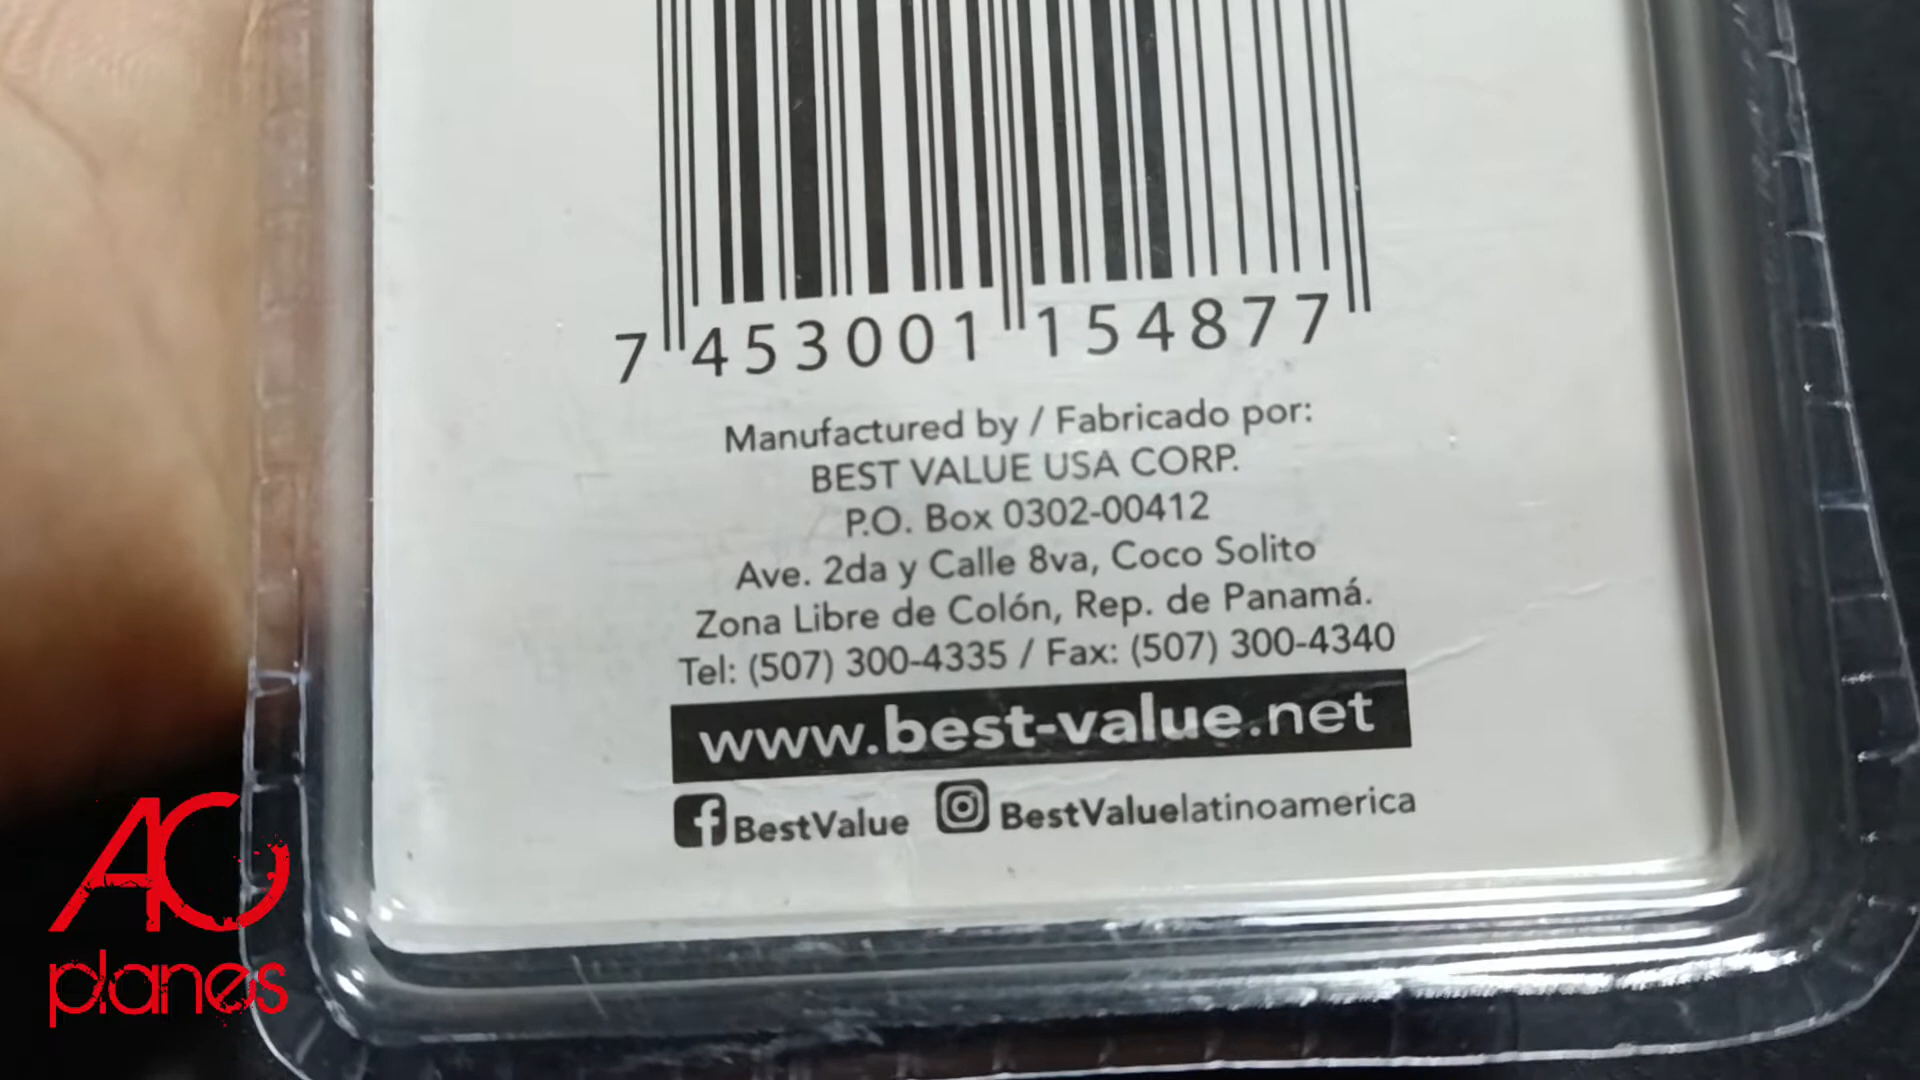 7 453001 154877
Manufactured by / Fabricado por:
BEST VALUE USA CORP.
P.O. Box 0302-00412
Ave. 2da y Calle 8va, Coco Solito
Zona Libre de Colón, Rep. de Panamá.
Tel: (507) 300-4335 / Fax: (507) 300-4340
www.best-value.net
BestValue BestValuelatinoamerica
AC
planes